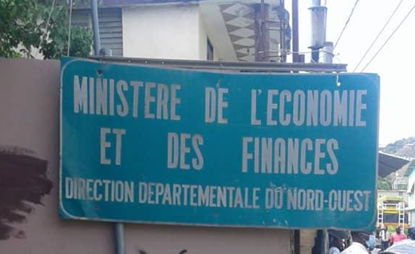 MINISTERE DE L'ECONOMIE
ET DES FINANCES
DIRECTION DEPARTEMENTALE DU NORD-OUEST